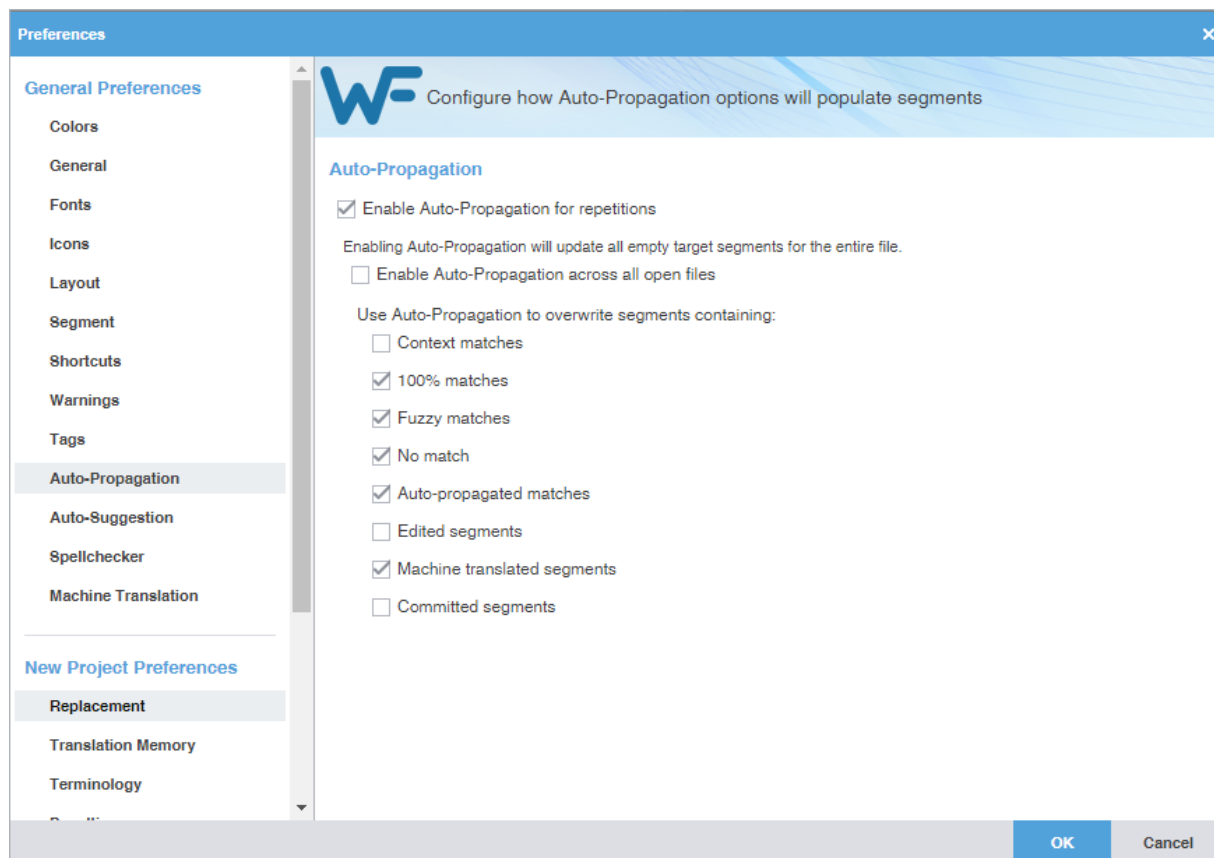 Preferences
General Preferences
Colors
General
Fonts
Icons
Layout
Segment
Shortcuts
Warnings
Tags
Auto-Propagation
Auto-Suggestion
Spellchecker
Machine Translation
New Project Preferences
Replacement
Translation Memory
Terminology
WF
Configure how Auto-Propagation options will populate segments
Auto-Propagation
Enable Auto-Propagation for repetitions
Enabling Auto-Propagation will update all empty target segments for the entire file.
Enable Auto-Propagation across all open files
Use Auto-Propagation to overwrite segments containing:
Context matches
100% matches
Fuzzy matches
No match
Auto-propagated matches
Edited segments
Machine translated segments
Committed segments
OK
Cancel